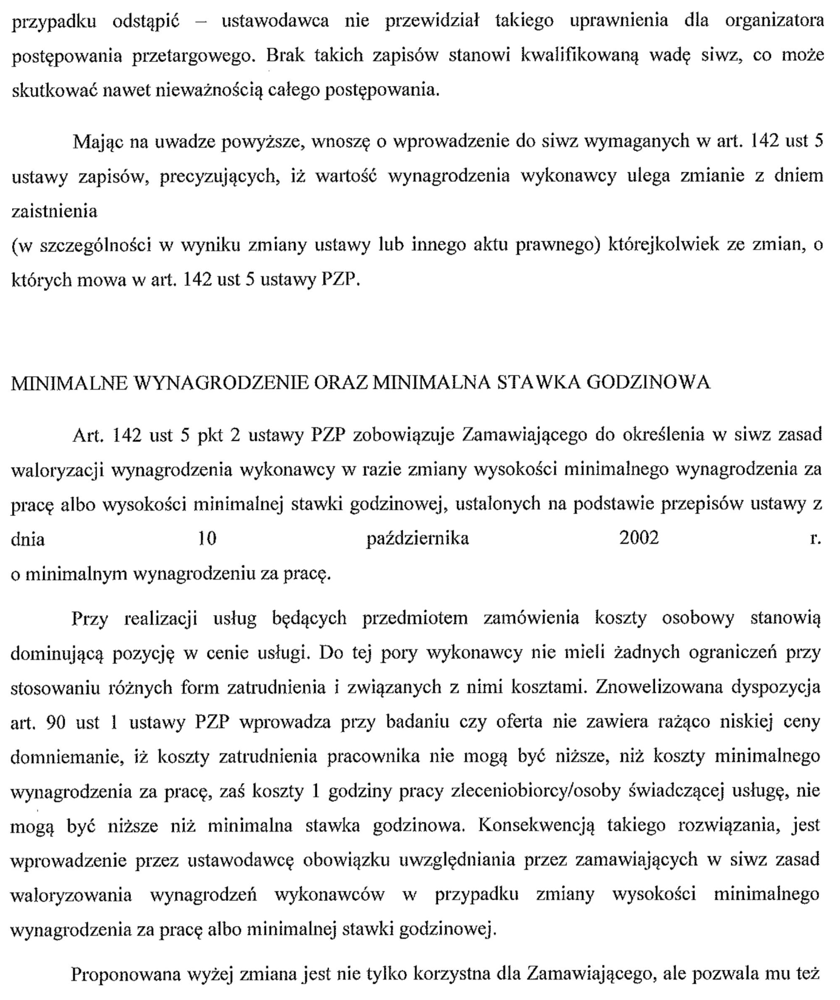 przypadku odstąpić – ustawodawca nie przewidział takiego uprawnienia dla organizatora
postępowania przetargowego. Brak takich zapisów stanowi kwalifikowaną wadę siwz, co może
skutkować nawet nieważnością całego postępowania.
Mając na uwadze powyższe, wnoszę o wprowadzenie do siwz wymaganych w art. 142 ust 5
ustawy zapisów, precyzujących, iż wartość wynagrodzenia wykonawcy ulega zmianie z dniem
zaistnienia
(w szczególności w wyniku zmiany ustawy lub innego aktu prawnego) którejkolwiek ze zmian, o
których mowa w art. 142 ust 5 ustawy PZP.
MINIMALNE WYNAGRODZENIE ORAZ MINIMALNA STAWKA GODZINOWA
Art. 142 ust 5 pkt 2 ustawy PZP zobowiązuje Zamawiającego do określenia w siwz zasad
waloryzacji wynagrodzenia wykonawcy w razie zmiany wysokości minimalnego wynagrodzenia za
pracę albo wysokości minimalnej stawki godzinowej, ustalonych na podstawie przepisów ustawy z
dnia 10 października 2002 r.
o minimalnym wynagrodzeniu za pracę.
Przy realizacji usług będących przedmiotem zamówienia koszty osobowy stanowią
dominującą pozycję w cenie usługi. Do tej pory wykonawcy nie mieli żadnych ograniczeń przy
stosowaniu różnych form zatrudnienia i związanych z nimi kosztami. Znowelizowana dyspozycja
art. 90 ust 1 ustawy PZP wprowadza przy badaniu czy oferta nie zawiera rażąco niskiej ceny
domniemanie, iż koszty zatrudnienia pracownika nie mogą być niższe, niż koszty minimalnego
wynagrodzenia za pracę, zaś koszty 1 godziny pracy zleceniobiorcy/osoby świadczącej usługę, nie
mogą być niższe niż minimalna stawka godzinowa. Konsekwencją takiego rozwiązania, jest
wprowadzenie przez ustawodawcę obowiązku uwzględniania przez zamawiających w siwz zasad
waloryzowania wynagrodzeń wykonawców w przypadku zmiany wysokości minimalnego
wynagrodzenia za pracę albo minimalnej stawki godzinowej.
Proponowana wyżej zmiana jest nie tylko korzystna dla Zamawiającego, ale pozwala mu też